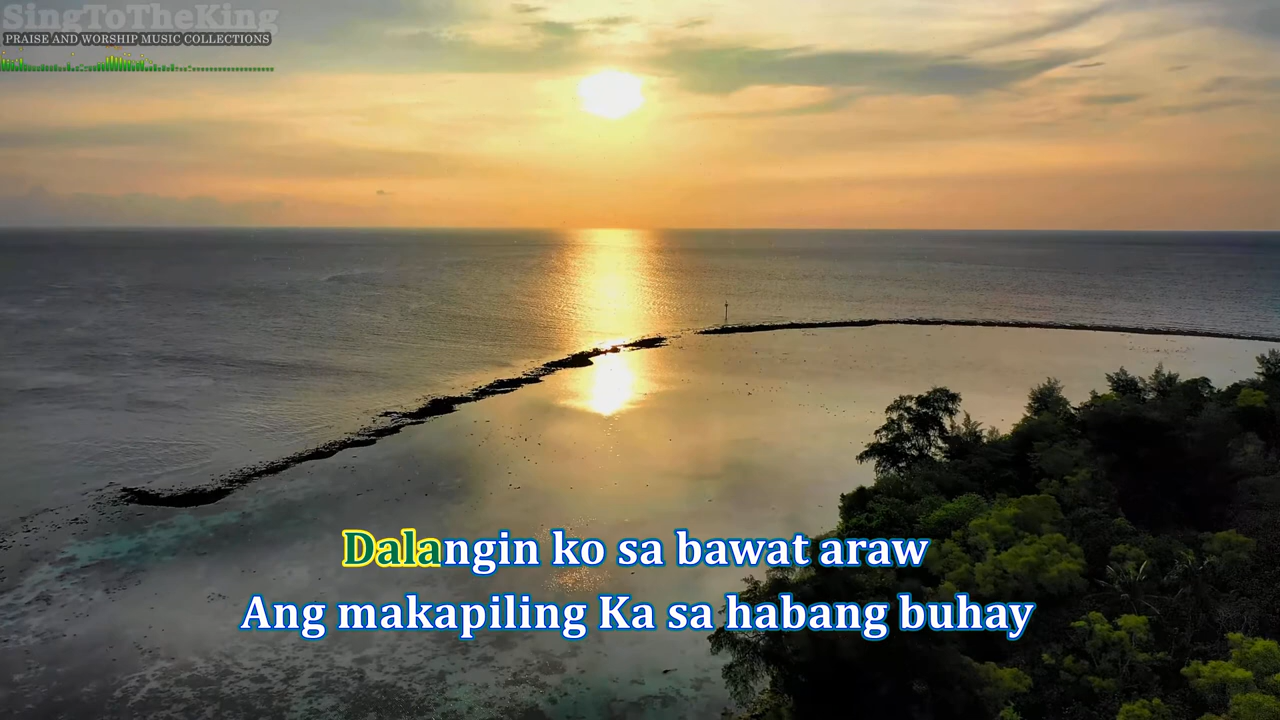 SingToTheKing
PRAISE AND WORSHIP MUSIC COLLECTIONS
Dalangin ko sa bawat araw
Ang makapiling Ka sa habang buhay